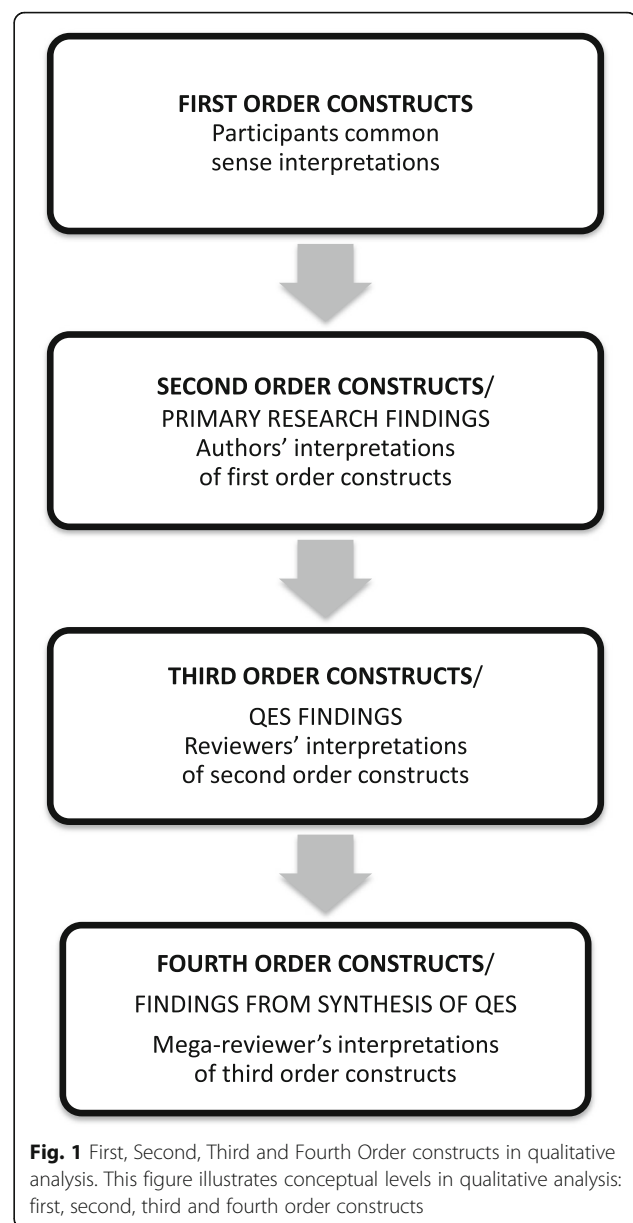 FIRST ORDER CONSTRUCTS
Participants common
sense interpretations
SECOND ORDER CONSTRUCTS/
PRIMARY RESEARCH FINDINGS
Authors’ interpretations
of first order constructs
THIRD ORDER CONSTRUCTS/
QES FINDINGS
Reviewers’ interpretations
of second order constructs
FOURTH ORDER CONSTRUCTS/
FINDINGS FROM SYNTHESIS OF QES
Mega-reviewer’s interpretations
of third order constructs
Fig. 1 First, Second, Third and Fourth Order constructs in qualitative
analysis. This figure illustrates conceptual levels in qualitative analysis:
first, second, third and fourth order constructs